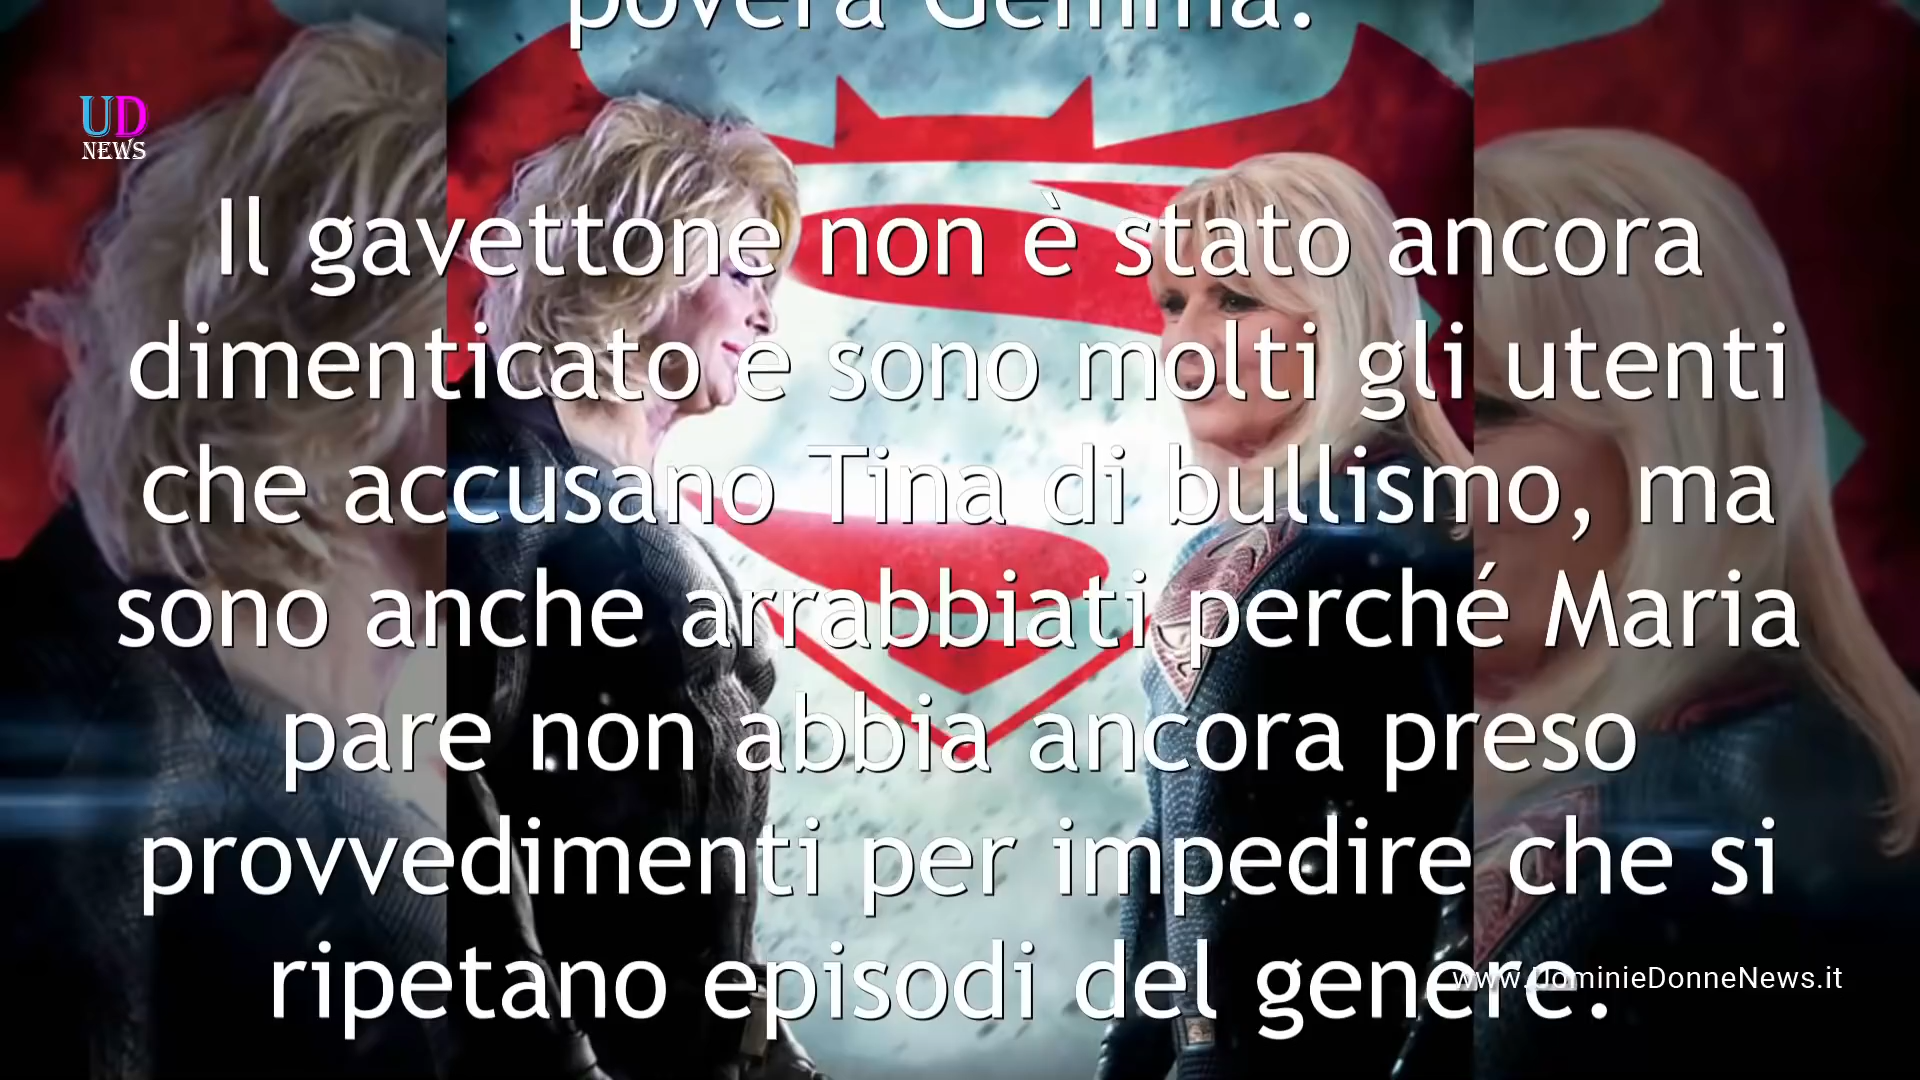 povera Gemma.
UD
NEWS
Il gavettone non è stato ancora
dimenticato e sono molti gli utenti
che accusano Tina di bullismo, ma
sono anche arrabbiati perché Maria
pare non abbia ancora preso
provvedimenti per impedire che si
ripetano episodi del genere.
www.UominieDonneNews.it